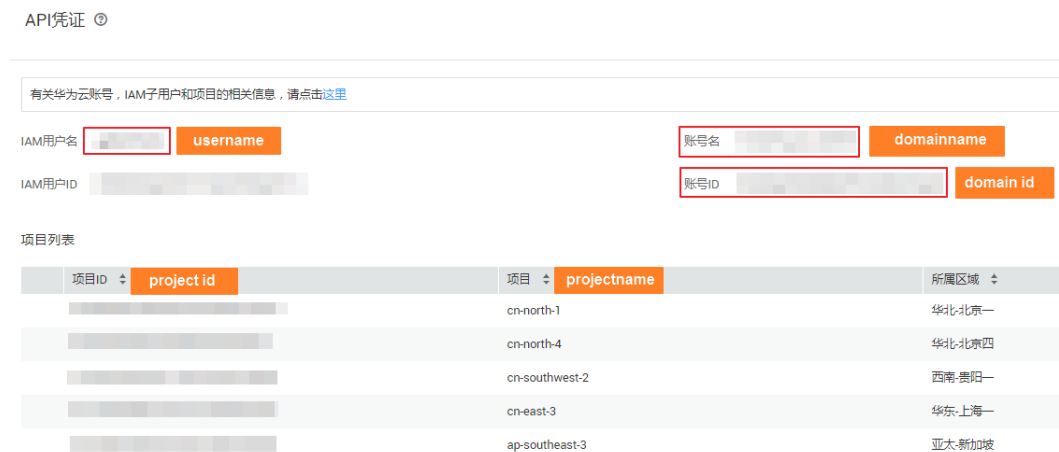 API凭证
有关华为云账号，IAM子用户和项目的相关信息，请点击这里
IAM用户名 username 账号名 domainname
IAM用户ID 账号ID domain id
项目列表
项目ID project id 项目 projectname 所属区域
cn-north-1 华北-北京一
cn-north-4 华北-北京四
cn-southwest-2 西南-贵阳一
cn-east-3 华东-上海一
ap-southeast-3 亚太-新加坡